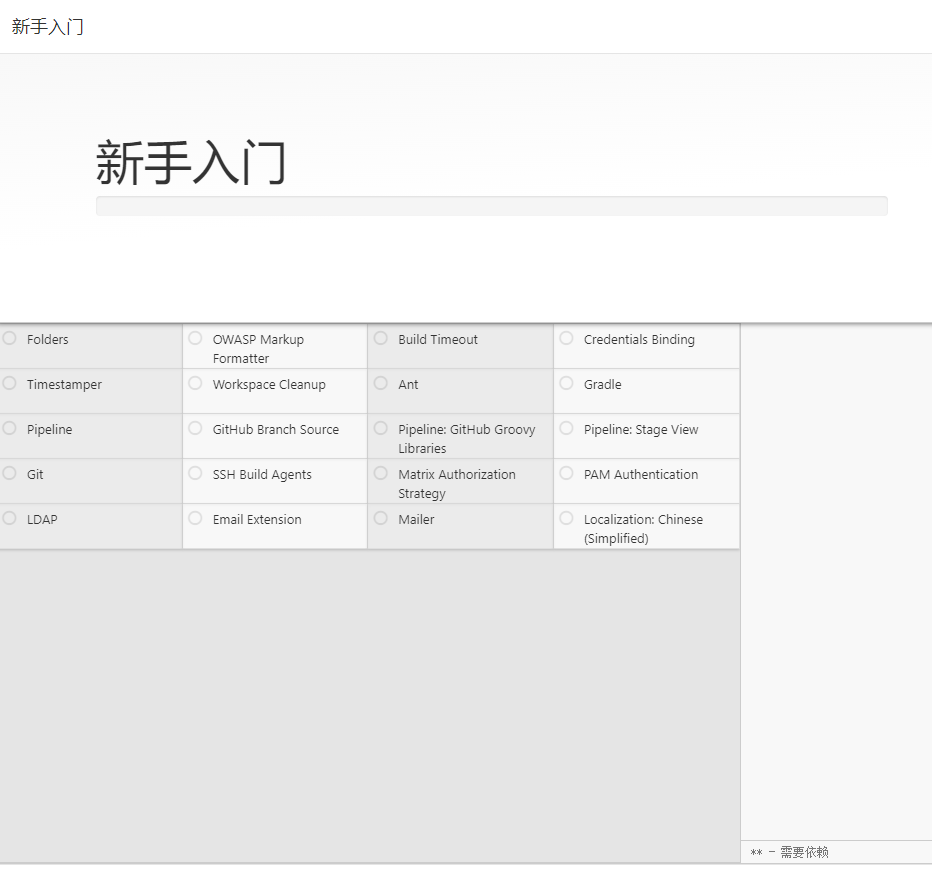 新手入门
新手入门
Folders
OWASP Markup
Formatter
Build Timeout
Credentials Binding
Timestamper
Workspace Cleanup
Ant
Gradle
Pipeline
GitHub Branch Source
Pipeline: GitHub Groovy
Libraries
Pipeline: Stage View
Git
SSH Build Agents
Matrix Authorization
Strategy
PAM Authentication
LDAP
Email Extension
Mailer
Localization: Chinese
(Simplified)
** - 需要依赖